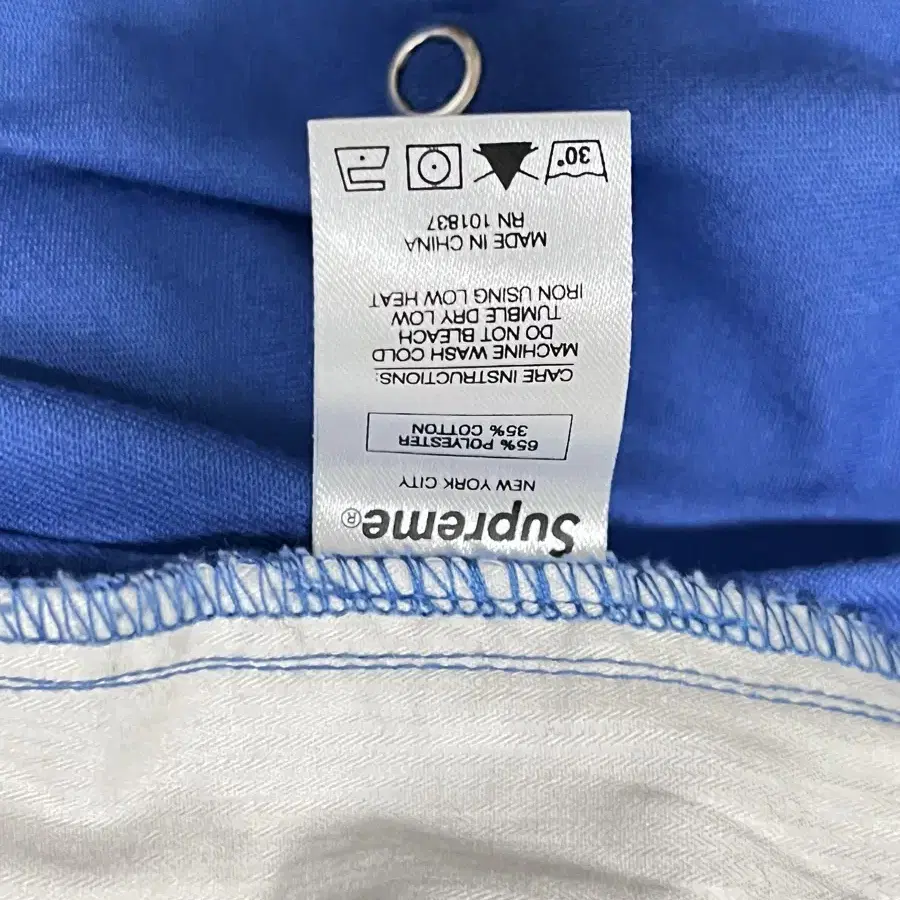 Supreme®
NEW YORK CITY
65% POLYESTER
35% COTTON
CARE INSTRUCTIONS:
MACHINE WASH COLD
DO NOT BLEACH
TUMBLE DRY LOW
IRON USING LOW HEAT
MADE IN CHINA
RN 101837
30°